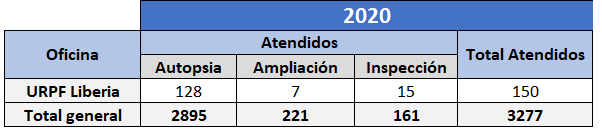 2020
Oficina Atendidos Total Atendidos
Autopsia Ampliación Inspección
URPF Liberia 128 7 15 150
Total general 2895 221 161 3277